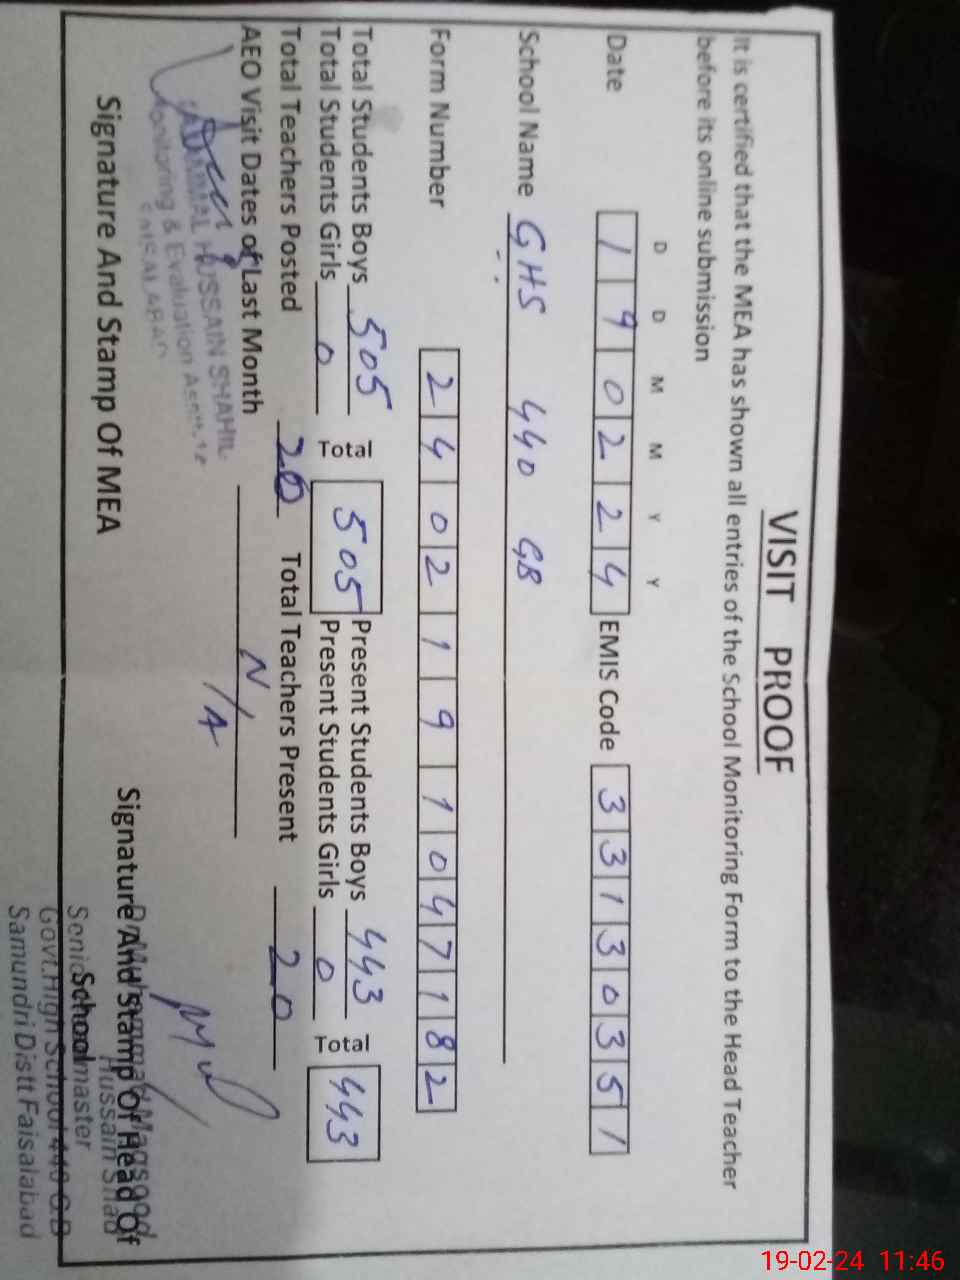 VISIT PROOF
It is certified that the MEA has shown all entries of the School Monitoring Form to the Head Teacher
before its online submission
D D M M Y Y
Date 1 9 0 2 2 4 EMIS Code 3 3 1 3 0 3 5 1
School Name GHS 440 GB
Form Number 2 4 0 2 1 9 1 0 4 7 1 8 2
Total Students Boys 505 Total 505 Present Students Boys 443 Total 443
Total Students Girls 0 Present Students Girls 0
Total Teachers Posted 20 Total Teachers Present 20
AEO Visit Dates of Last Month N/A
HUSSAIN SHAHIL
Monitoring & Evaluation
FAISALABAD
Signature And Stamp Of MEA
Signature And Stamp Of Head Of
School
Hussain Shad
Senior Headmaster
Govt.High School 440 G.B
Samundri Distt Faisalabad
19-02-24 11:46